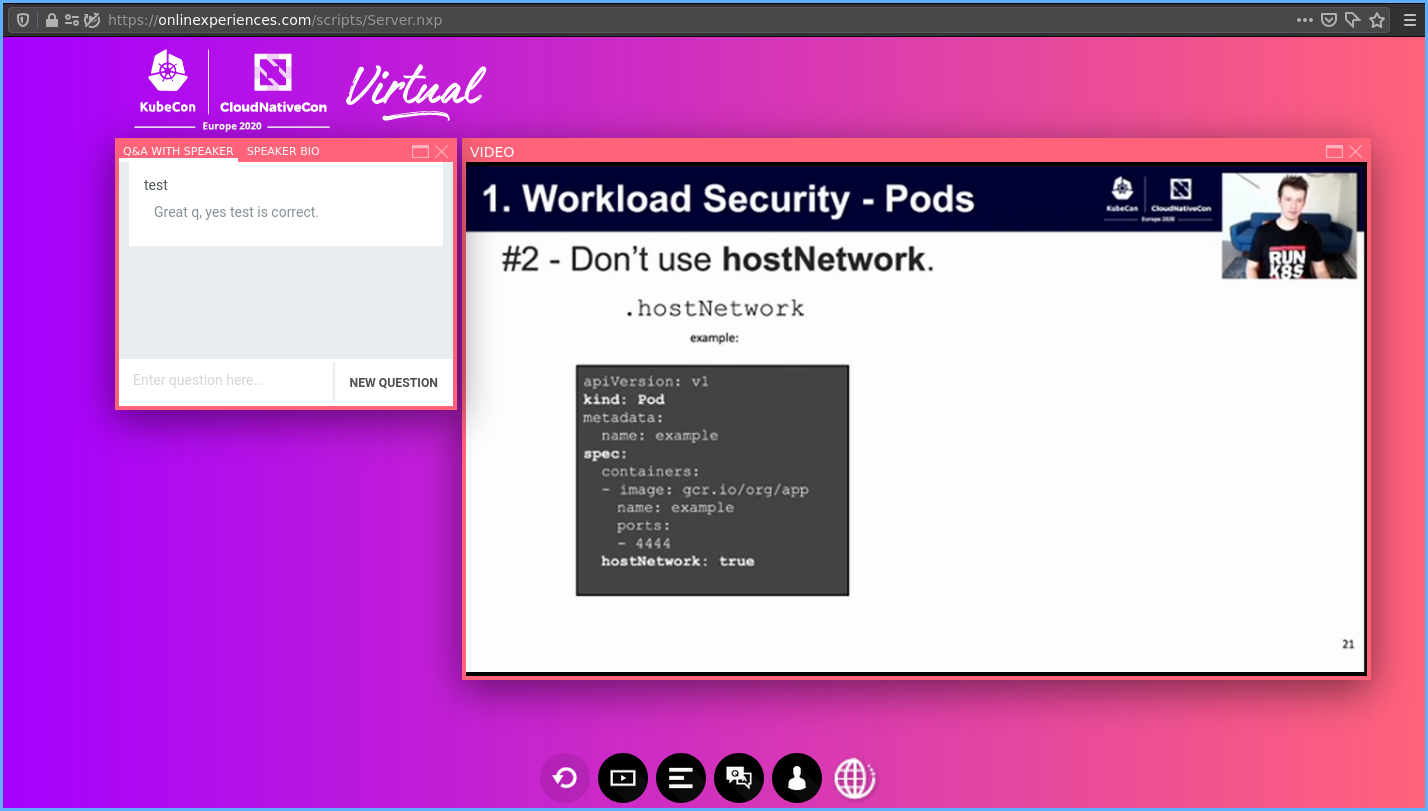 https://onlinexperiences.com/scripts/Server.nxp
KubeCon
CloudNativeCon
Europe 2020
Virtual
Q&A WITH SPEAKER
SPEAKER BIO
test
Great q, yes test is correct.
Enter question here...
NEW QUESTION
VIDEO
1. Workload Security - Pods
KubeCon
CloudNativeCon
Europe 2020
RUN
K8S
#2 - Don't use hostNetwork.
.hostNetwork
example:
apiVersion: v1
kind: Pod
metadata:
name: example
spec:
containers:
- image: gcr.io/org/app
name: example
ports:
- 4444
hostNetwork: true
21